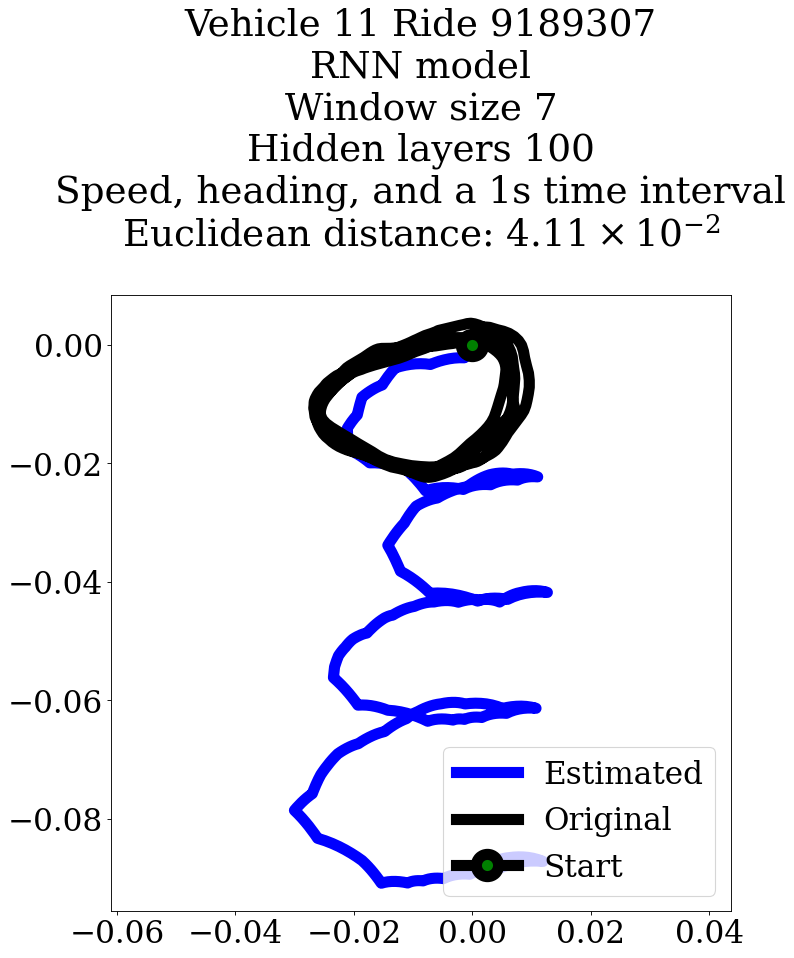 Vehicle 11 Ride 9189307
RNN model
Window size 7
Hidden layers 100
Speed, heading, and a 1s time interval
Euclidean distance: 4.11 × 10⁻²
0.00
−0.02
−0.04
−0.06
−0.08
Estimated
Original
Start
−0.06 −0.04 −0.02 0.00 0.02 0.04